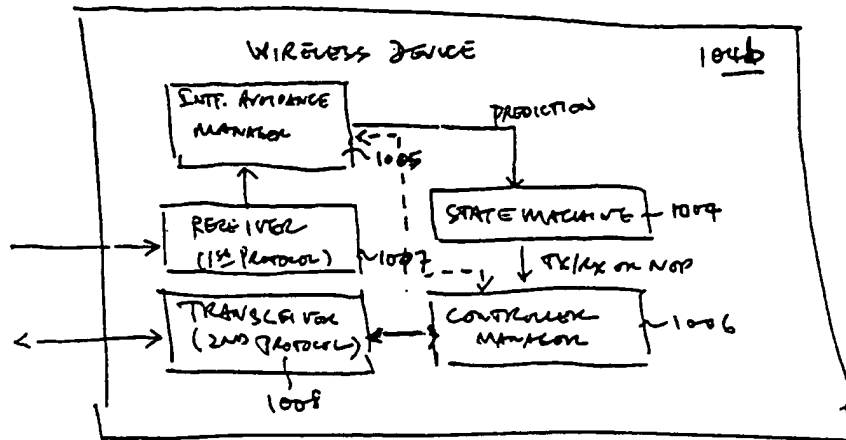 WIRELESS DEVICE
104b
INTF. AVOIDANCE
MANAGER
1005
PREDICTION
RECEIVER
(1st PROTOCOL)
1007
STATE MACHINE
1004
TX/RX OR NOP
TRANSCEIVER
(2ND PROTOCOL)
1008
CONTROLLER
MANAGER
1006